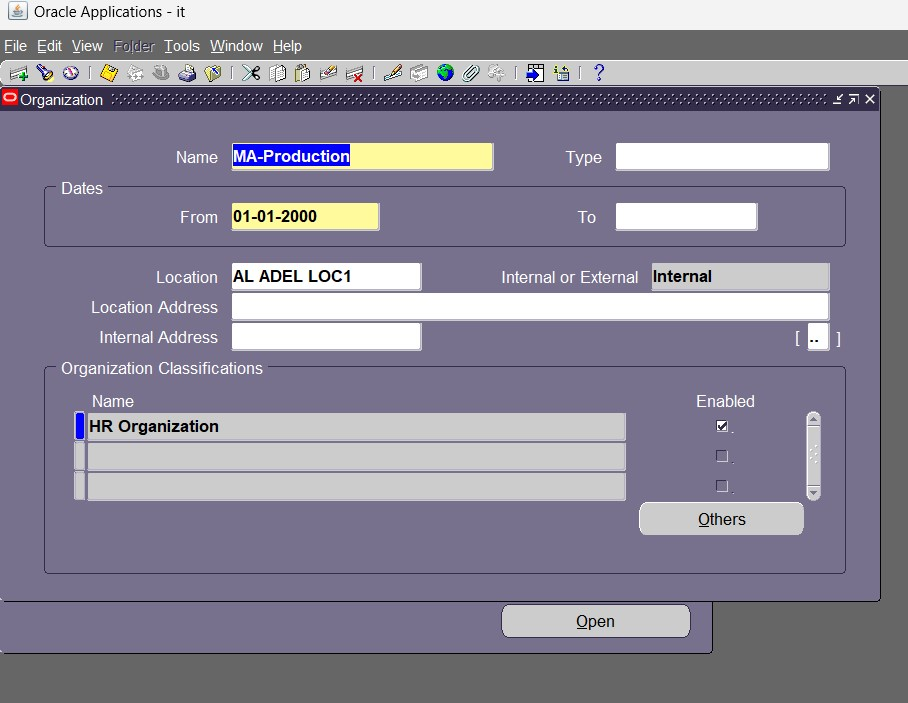 Oracle Applications - it
File Edit View Folder Tools Window Help
Organization
Name MA-Production Type
Dates
From 01-01-2000 To
Location AL ADEL LOC1 Internal or External Internal
Location Address
Internal Address [ .. ]
Organization Classifications
Name Enabled
HR Organization
Others
Open